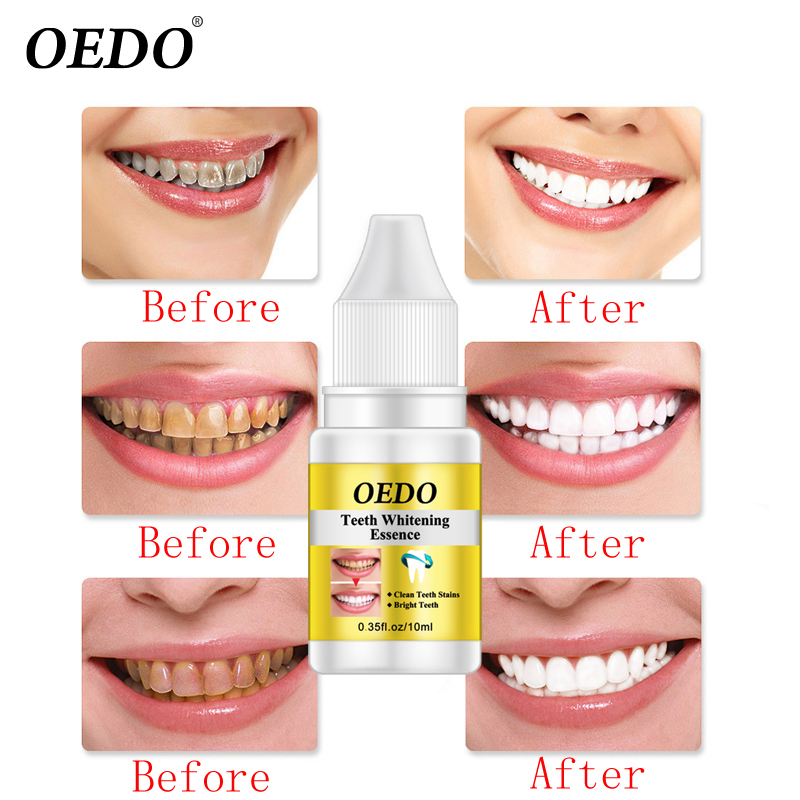 OEDO®
Before
After
Before
After
OEDO
Teeth Whitening
Essence
◆ Clean Teeth Stains
◆ Bright Teeth
0.35fl.oz/10ml
Before
After